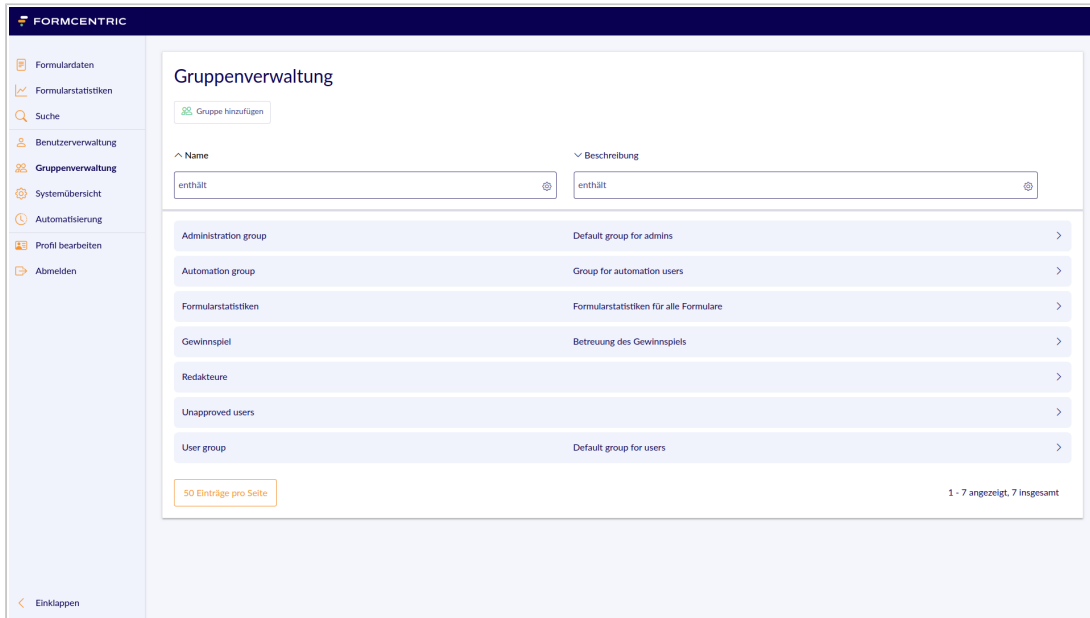 FORMCENTRIC
Formulardaten
Formularstatistiken
Suche
Benutzerverwaltung
Gruppenverwaltung
Systemübersicht
Automatisierung
Profil bearbeiten
Abmelden
Einklappen
Gruppenverwaltung
Gruppe hinzufügen
Name Beschreibung
enthält enthält
Administration group Default group for admins
Automation group Group for automation users
Formularstatistiken Formularstatistiken für alle Formulare
Gewinnspiel Betreuung des Gewinnspiels
Redakteure
Unapproved users
User group Default group for users
50 Einträge pro Seite 1 - 7 angezeigt, 7 insgesamt